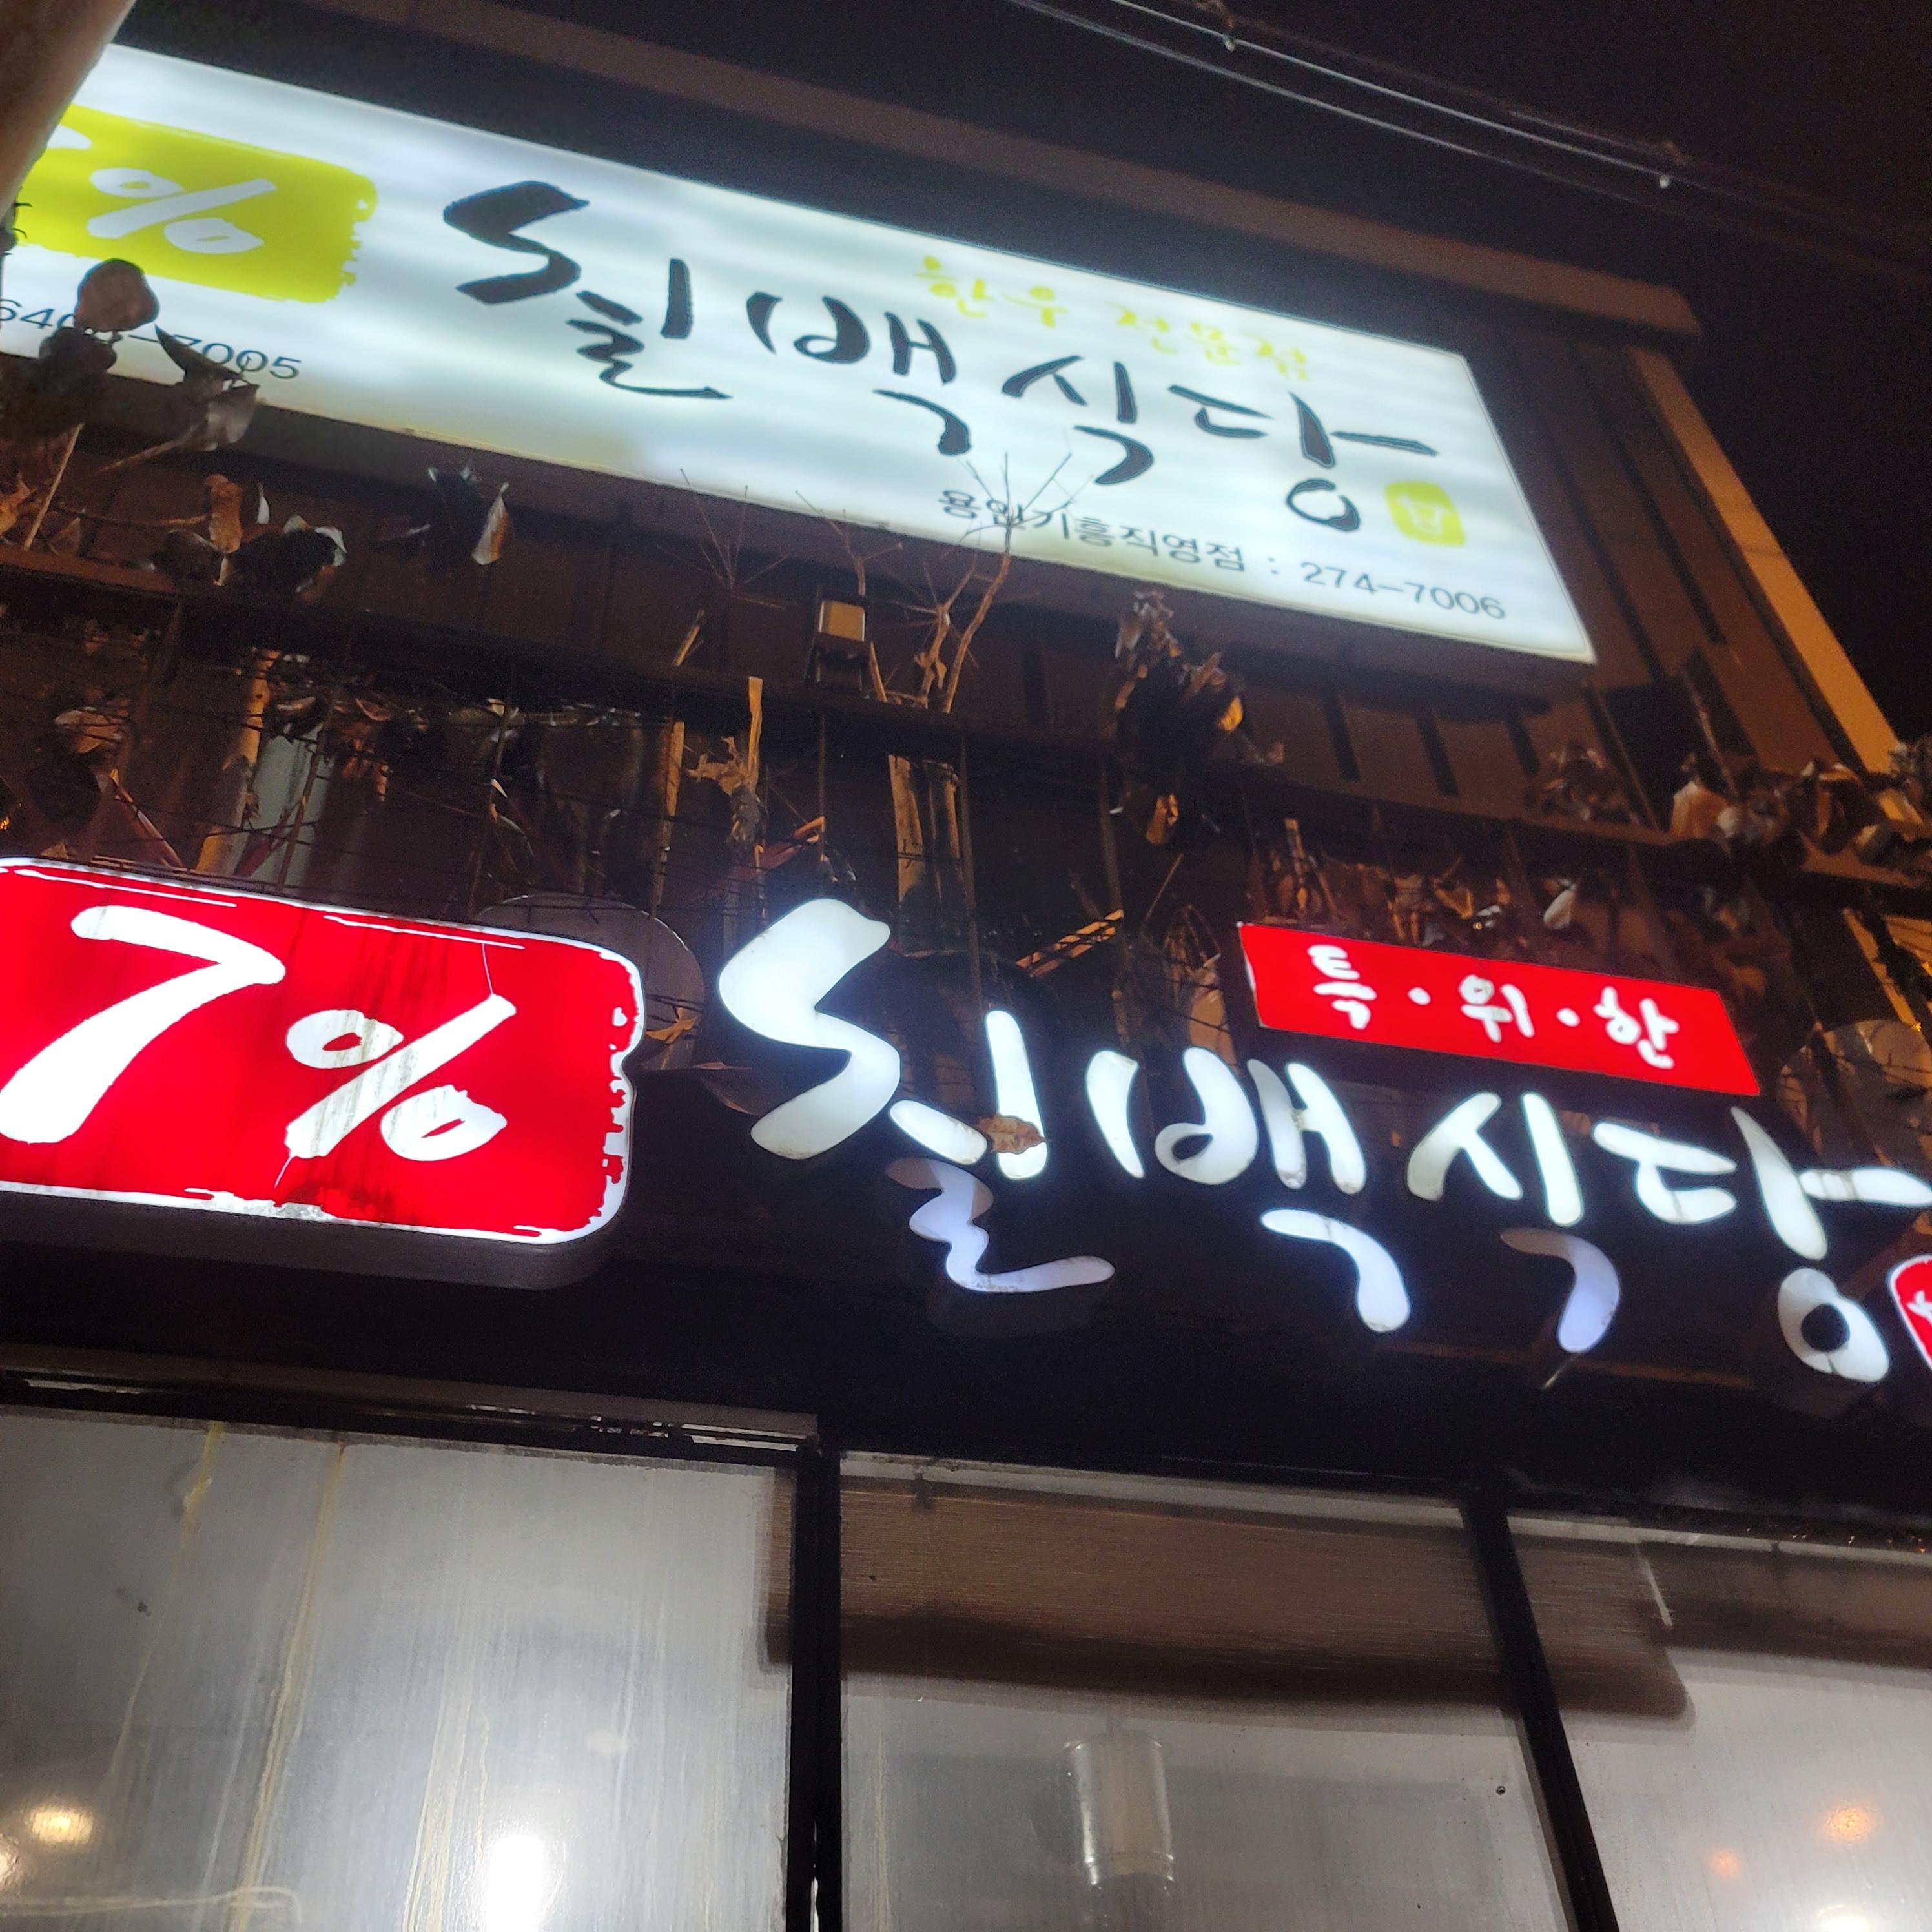 % 칠백식당
한우 전문점
7005
용인기흥직영점 : 274-7006
7% 칠백식당
특·위·한